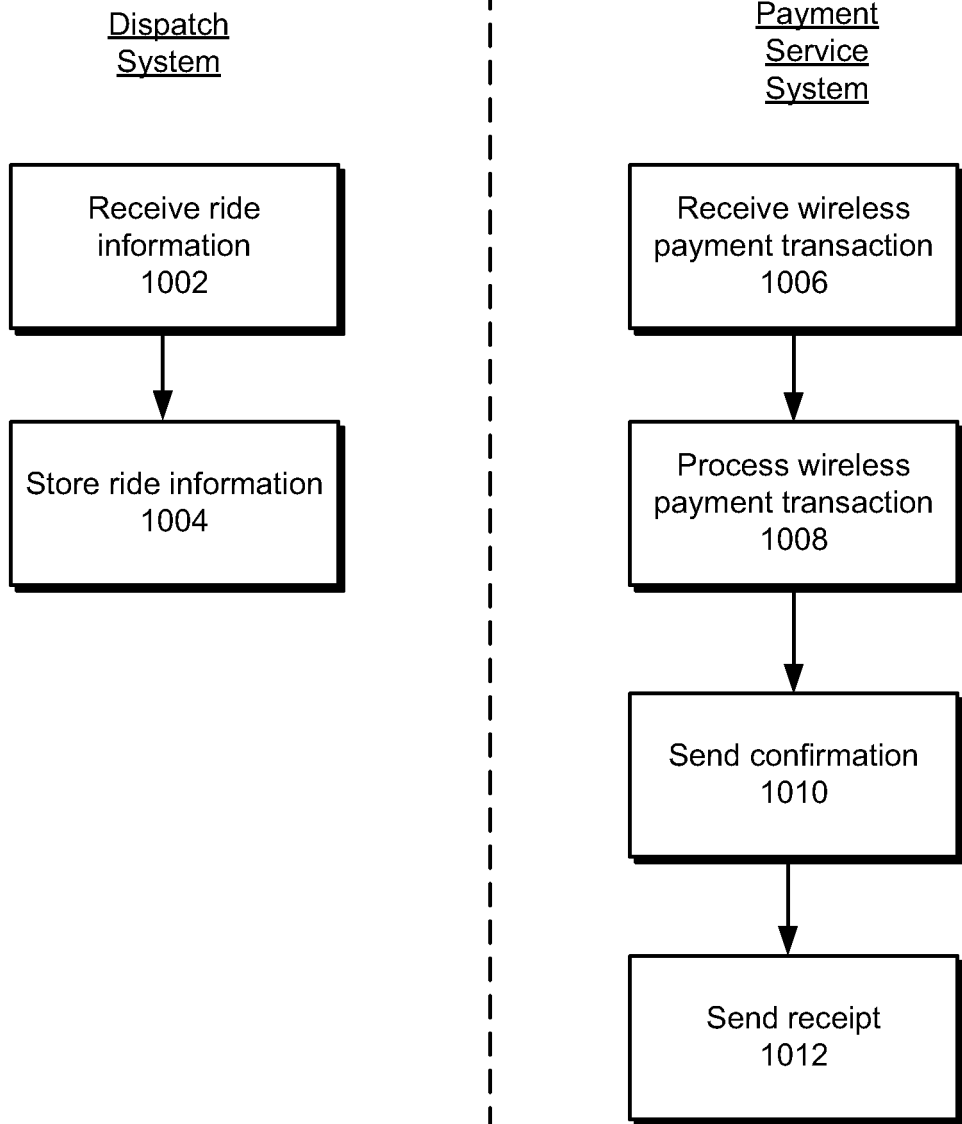 Dispatch
System
Receive ride
information
1002
Store ride information
1004
Payment
Service
System
Receive wireless
payment transaction
1006
Process wireless
payment transaction
1008
Send confirmation
1010
Send receipt
1012